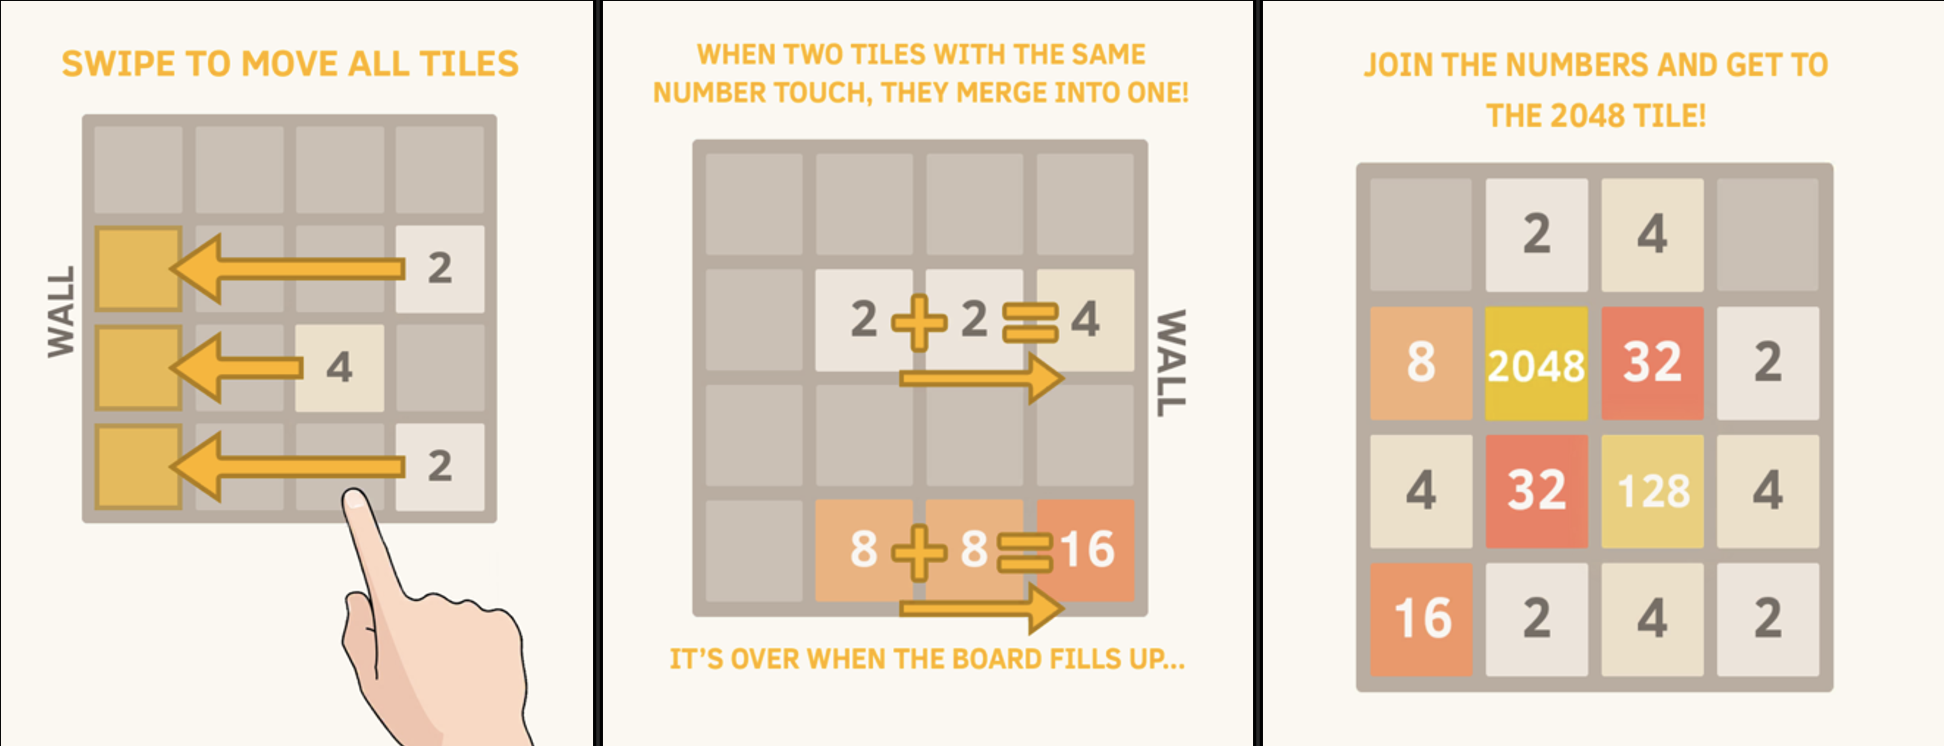 SWIPE TO MOVE ALL TILES
WALL
2
4
2
WHEN TWO TILES WITH THE SAME
NUMBER TOUCH, THEY MERGE INTO ONE!
2 + 2 = 4
WALL
8 + 8 = 16
IT'S OVER WHEN THE BOARD FILLS UP...
JOIN THE NUMBERS AND GET TO
THE 2048 TILE!
2 4
8 2048 32 2
4 32 128 4
16 2 4 2